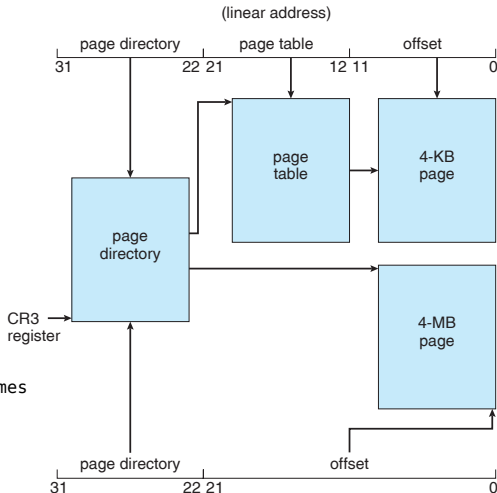 (linear address)
page directory page table offset
31 22 21 12 11 0
page
table
4-KB
page
page
directory
CR3
register
4-MB
page
mes
page directory offset
31 22 21 0